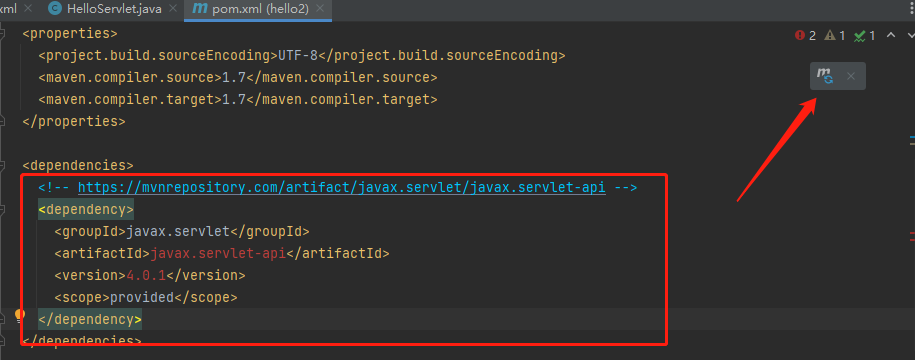 xml HelloServlet.java m pom.xml (hello2)
<properties> 2 1 1
<project.build.sourceEncoding>UTF-8</project.build.sourceEncoding>
<maven.compiler.source>1.7</maven.compiler.source> m
<maven.compiler.target>1.7</maven.compiler.target>
</properties>
<dependencies>
<!-- https://mvnrepository.com/artifact/javax.servlet/javax.servlet-api -->
<dependency>
<groupId>javax.servlet</groupId>
<artifactId>javax.servlet-api</artifactId>
<version>4.0.1</version>
<scope>provided</scope>
</dependency>
</dependencies>